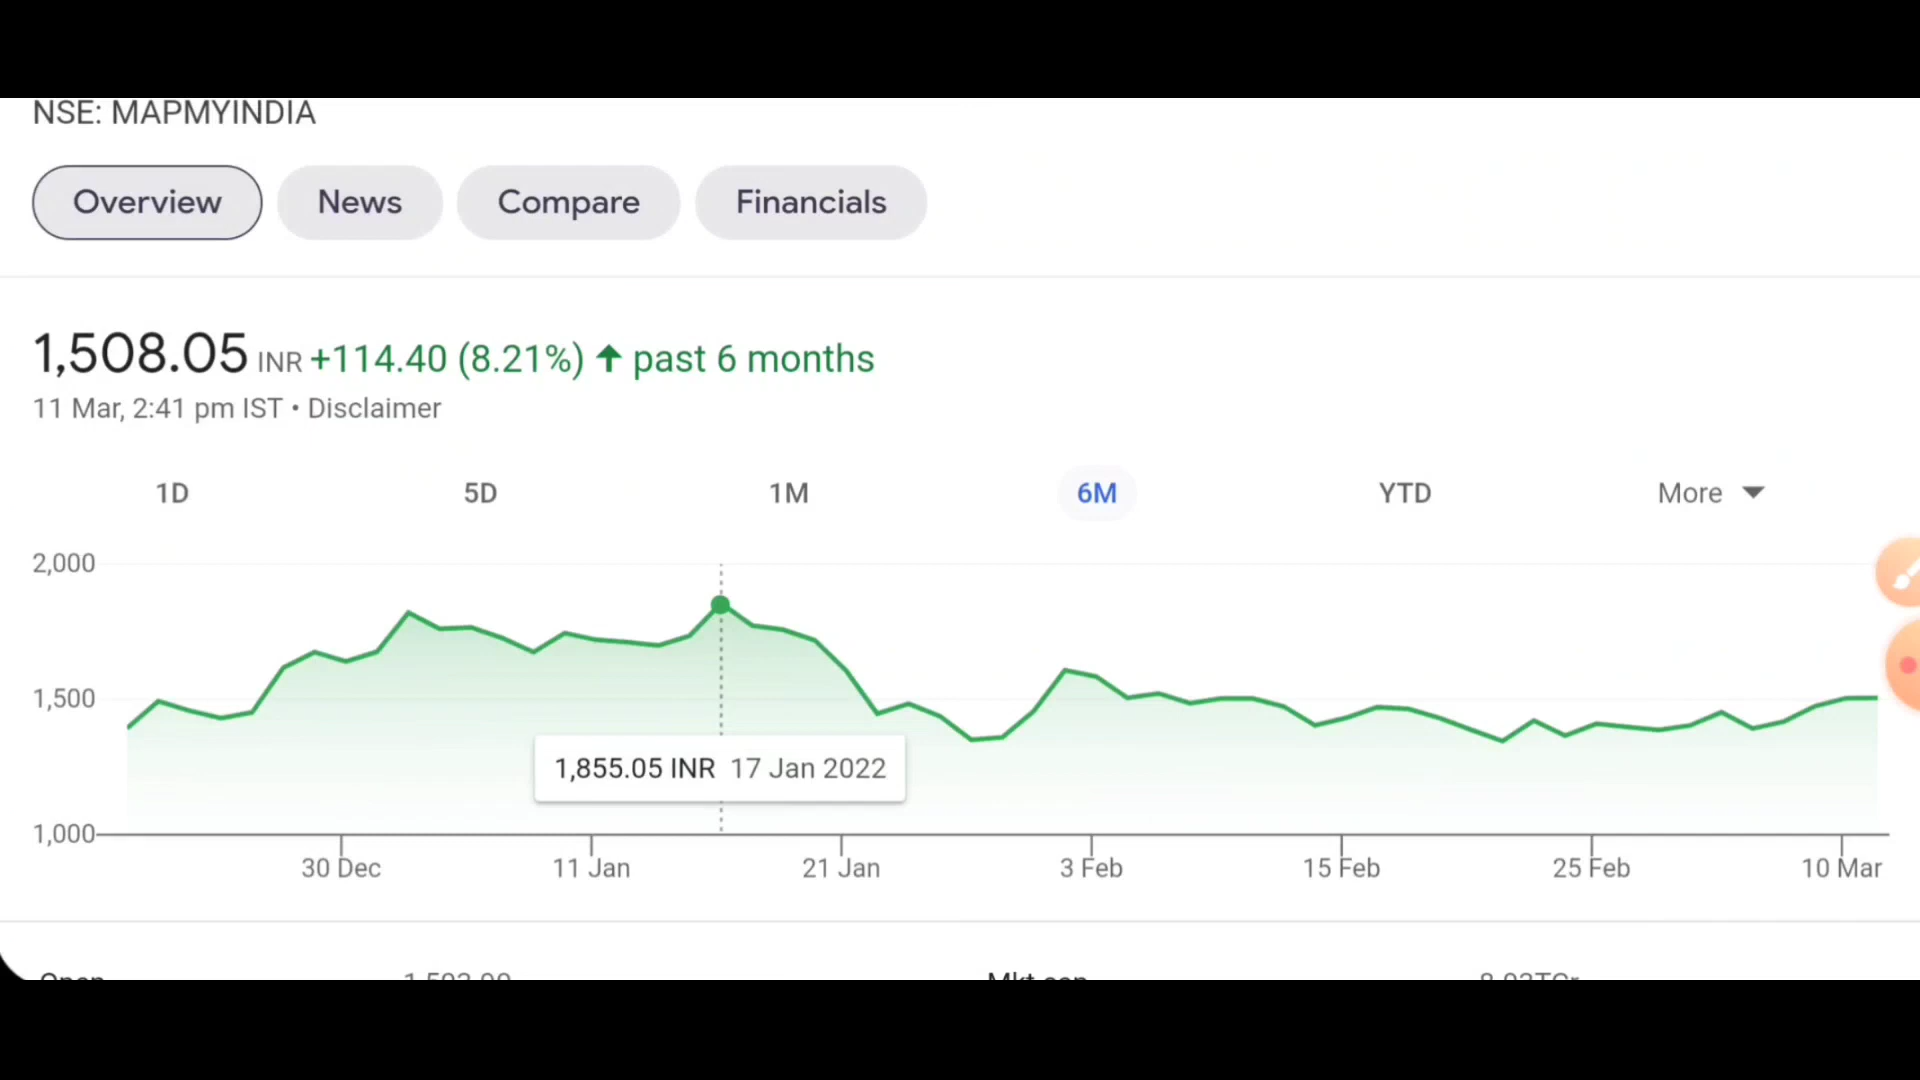 NSE: MAPMYINDIA
Overview News Compare Financials
1,508.05 INR +114.40 (8.21%) ↑ past 6 months
11 Mar, 2:41 pm IST • Disclaimer
1D 5D 1M 6M YTD More
2,000
1,500
1,855.05 INR 17 Jan 2022
1,000
30 Dec 11 Jan 21 Jan 3 Feb 15 Feb 25 Feb 10 Mar
Open Mkt cap